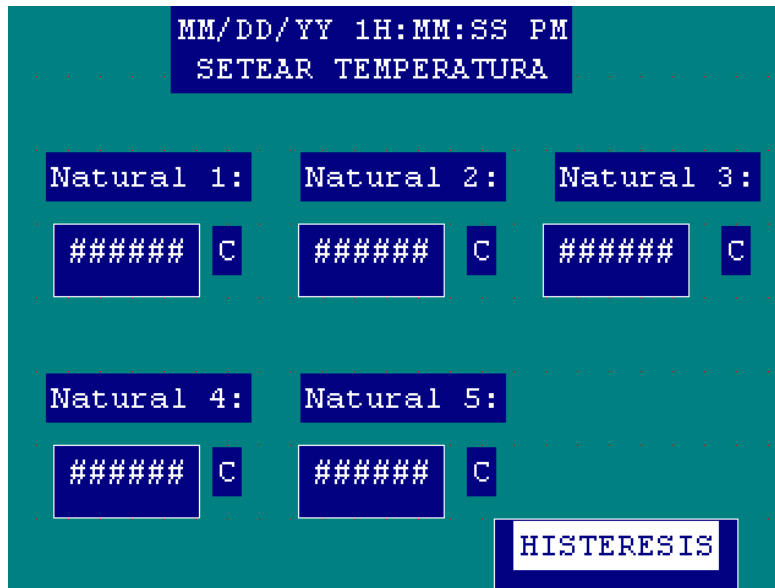 MM/DD/YY 1H:MM:SS PM
SETEAR TEMPERATURA
Natural 1: Natural 2: Natural 3:
###### C ###### C ###### C
Natural 4: Natural 5:
###### C ###### C
HISTERESIS